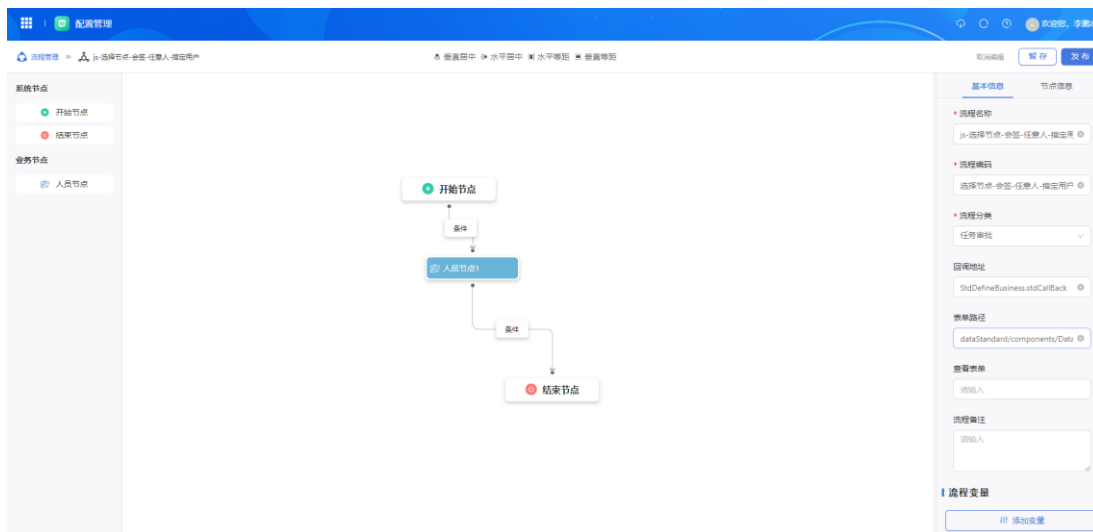 配置管理
欢迎您，李鹏
流程管理 > js-选择节点-会签-任意人-指定用户
垂直居中 水平居中 水平等距 垂直等距
取消编辑 暂存 发布
系统节点
开始节点
结束节点
业务节点
人员节点
开始节点
条件
人员节点1
条件
结束节点
基本信息 节点信息
* 流程名称
js-选择节点-会签-任意人-指定用
* 流程编码
选择节点-会签-任意人-指定用户
* 流程分类
任务审批
回调地址
StdDefineBusiness.stdCallBack
表单路径
dataStandard/components/Data
查看表单
请输入
流程备注
请输入
流程变量
添加变量